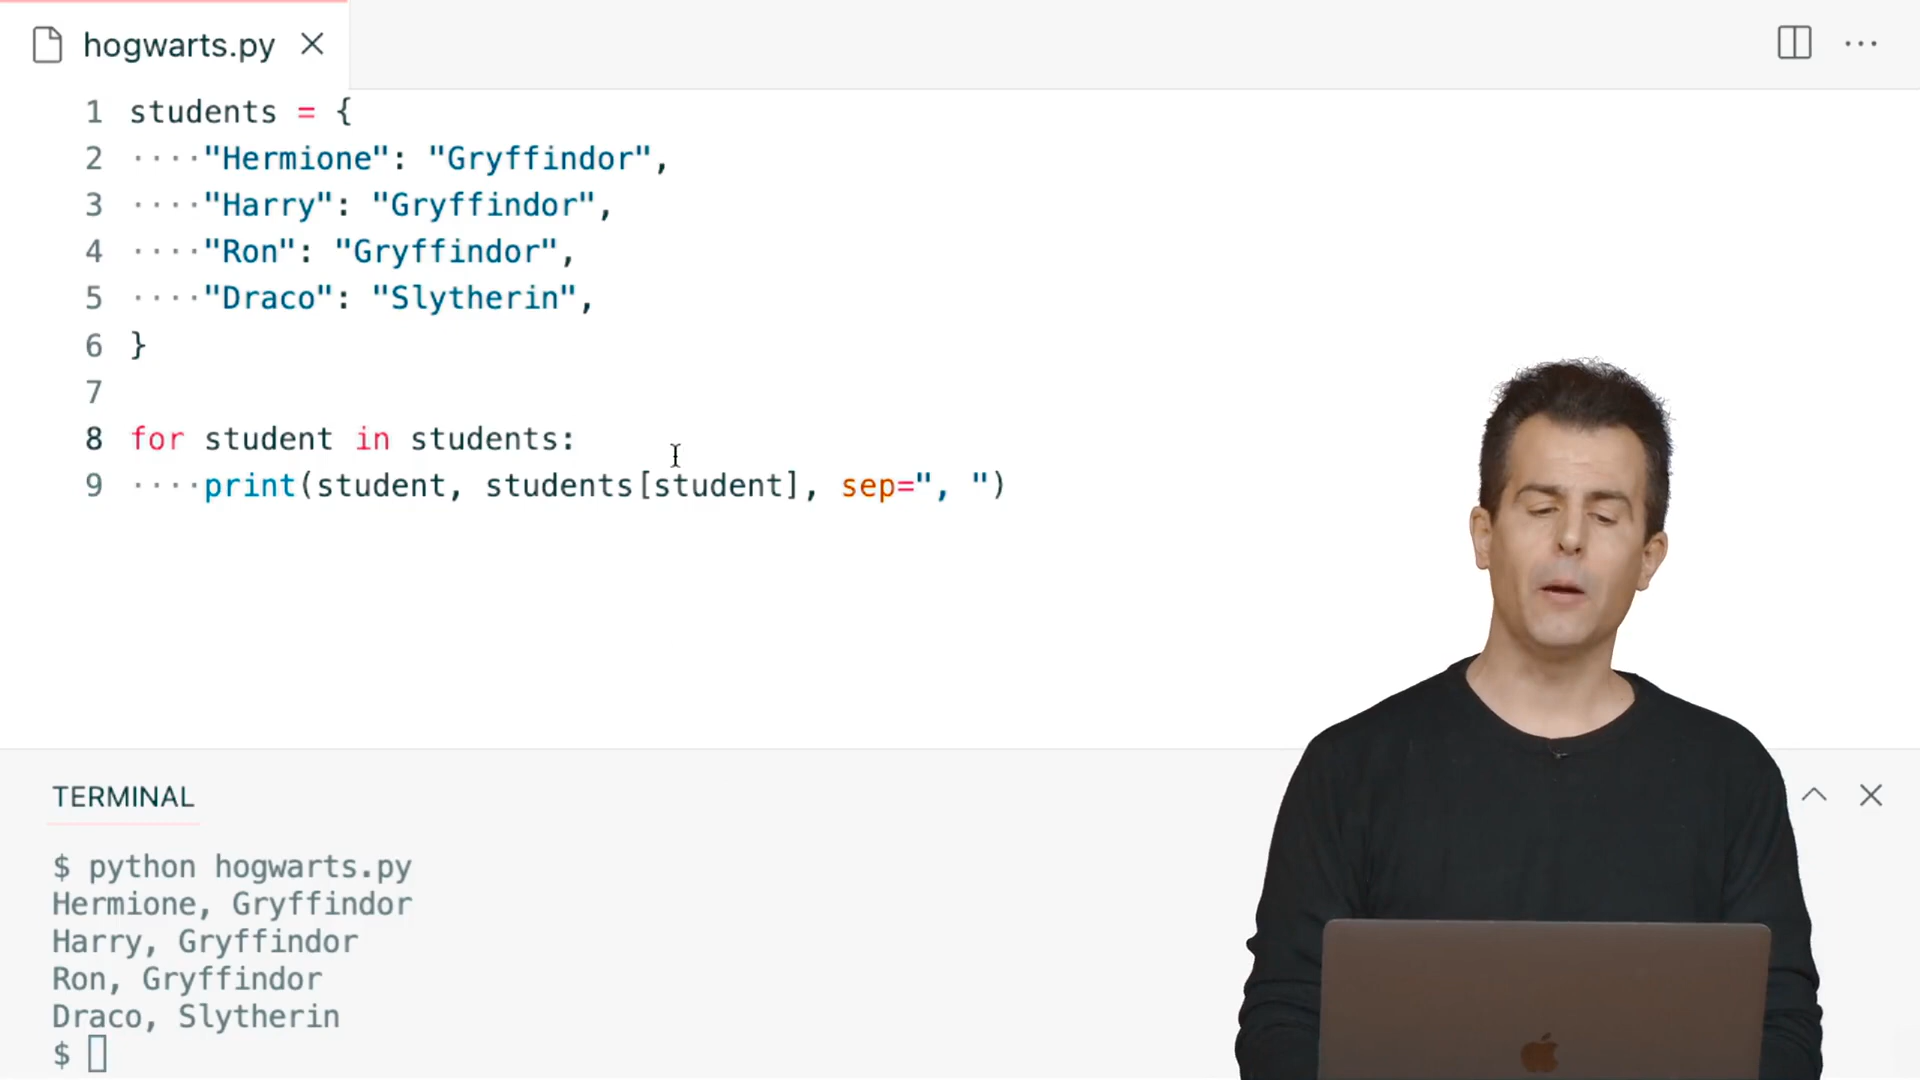 hogwarts.py
1 students = {
2 ····"Hermione": "Gryffindor",
3 ····"Harry": "Gryffindor",
4 ····"Ron": "Gryffindor",
5 ····"Draco": "Slytherin",
6 }
7
8 for student in students:
9 ····print(student, students[student], sep=", ")
TERMINAL
$ python hogwarts.py
Hermione, Gryffindor
Harry, Gryffindor
Ron, Gryffindor
Draco, Slytherin
$